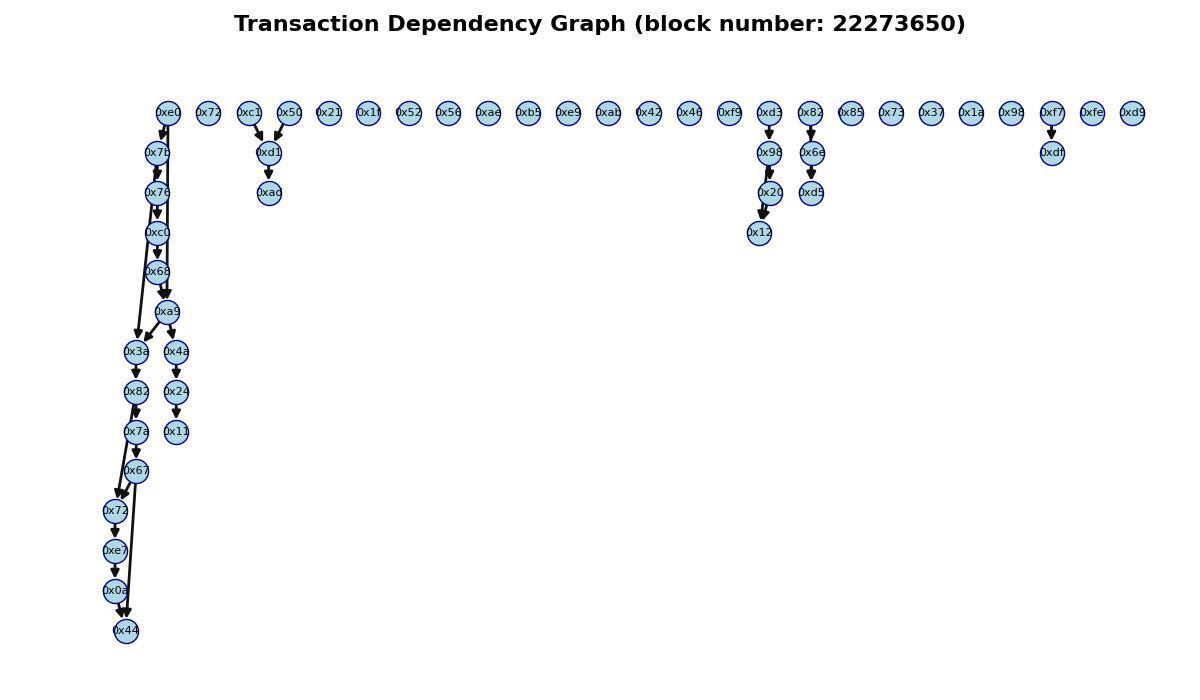 Transaction Dependency Graph (block number: 22273650)
0xe0 0x72 0xc1 0x50 0x21 0x1f 0x52 0x56 0xae 0xb5 0xe9 0xab 0x42 0x46 0xf9 0xd3 0x82 0x85 0x73 0x37 0x1a 0x98 0xf7 0xfe 0xd9
0x7b 0xd1 0x98 0x6e 0xdf
0x76 0xad 0x20 0xd5
0xc0 0x12
0x68
0xa9
0x3a 0x4a
0x82 0x24
0x7a 0x11
0x67
0x72
0xe7
0x0a
0x44